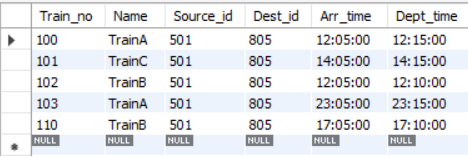 Train_no Name Source_id Dest_id Arr_time Dept_time
100 TrainA 501 805 12:05:00 12:15:00
101 TrainC 501 805 14:05:00 14:15:00
102 TrainB 501 805 12:05:00 12:10:00
103 TrainA 501 805 23:05:00 23:15:00
110 TrainB 501 805 17:05:00 17:10:00
NULL NULL NULL NULL NULL NULL